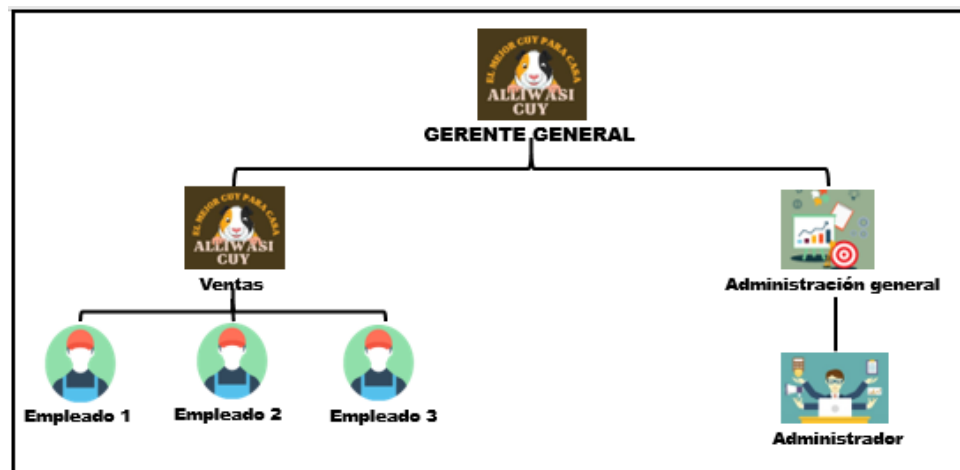 EL MEJOR CUY PARA CASA
ALLIWASI
CUY
GERENTE GENERAL
EL MEJOR CUY PARA CASA
ALLIWASI
CUY
Ventas
Administración general
Empleado 1
Empleado 2
Empleado 3
Administrador